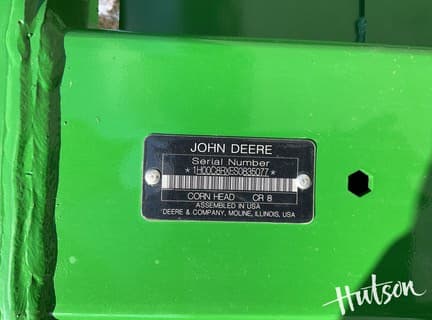 JOHN DEERE
Serial Number
*1H00C8RXES0835077*
CORN HEAD CR 8
ASSEMBLED IN USA
DEERE & COMPANY, MOLINE, ILLINOIS, USA
Hutson